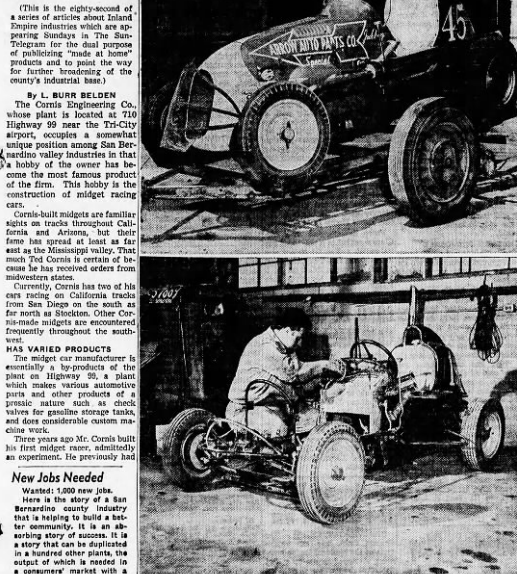 (This is the eighty-second of
a series of articles about Inland
Empire industries which are ap-
pearing Sundays in The Sun-
Telegram for the dual purpose
of publicizing "made at home"
products and to point the way
for further broadening of the
county's industrial base.)
By L. BURR BELDEN
The Cornis Engineering Co.,
whose plant is located at 710
Highway 99 near the Tri-City
airport, occupies a somewhat
unique position among San Ber-
nardino valley industries in that
a hobby of the owner has be-
come the most famous product
of the firm. This hobby is the
construction of midget racing
cars.
Cornis-built midgets are familiar
sights on tracks throughout Cali-
fornia and Arizona, but their
fame has spread at least as far
east as the Mississippi valley. That
much Ted Cornis is certain of be-
cause he has received orders from
midwestern states.
Currently, Cornis has two of his
cars racing on California tracks
from San Diego on the south as
far north as Stockton. Other Cor-
nis-made midgets are encountered
frequently throughout the south-
west.
HAS VARIED PRODUCTS
The midget car manufacturer is
essentially a by-products of the
plant on Highway 99, a plant
which makes various automotive
parts and other products of a
prosaic nature such as check
valves for gasoline storage tanks,
and does considerable custom ma-
chine work.
Three years ago Mr. Cornis built
his first midget racer, admittedly
an experiment. He previously had
New Jobs Needed
Wanted: 1,000 new jobs.
Here is the story of a San
Bernardino county industry
that is helping to build a bet-
ter community. It is an ab-
sorbing story of success. It is
a story that can be duplicated
in a hundred other plants, the
output of which is needed in
a consumers' market with a
45
ARROW AUTO PARTS CO.
Special